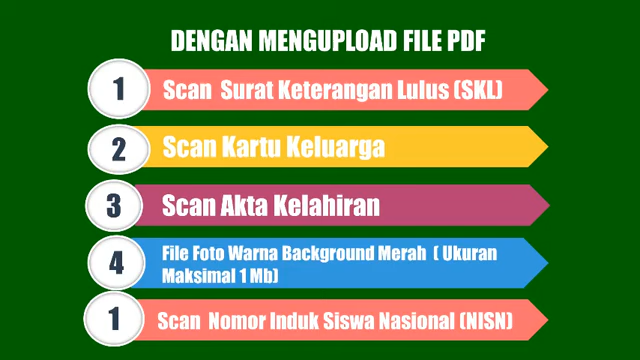 DENGAN MENGUPLOAD FILE PDF
1 Scan Surat Keterangan Lulus (SKL)
2 Scan Kartu Keluarga
3 Scan Akta Kelahiran
4 File Foto Warna Background Merah ( Ukuran
Maksimal 1 Mb)
1 Scan Nomor Induk Siswa Nasional (NISN)